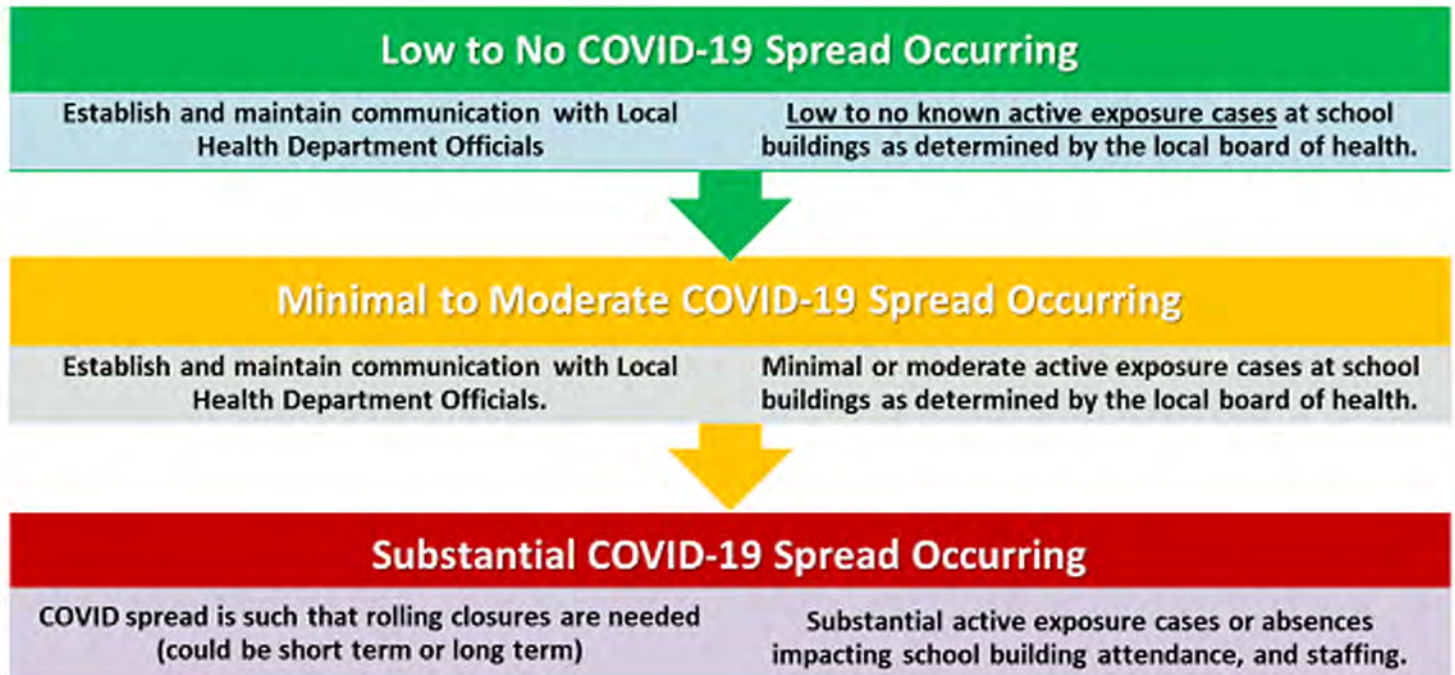 Low to No COVID-19 Spread Occurring
Establish and maintain communication with Local
Health Department Officials
Low to no known active exposure cases at school
buildings as determined by the local board of health.
Minimal to Moderate COVID-19 Spread Occurring
Establish and maintain communication with Local
Health Department Officials.
Minimal or moderate active exposure cases at school
buildings as determined by the local board of health.
Substantial COVID-19 Spread Occurring
COVID spread is such that rolling closures are needed
(could be short term or long term)
Substantial active exposure cases or absences
impacting school building attendance, and staffing.